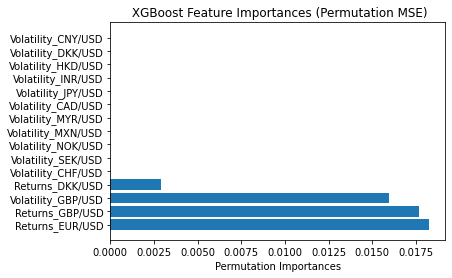 XGBoost Feature Importances (Permutation MSE)
Volatility_CNY/USD
Volatility_DKK/USD
Volatility_HKD/USD
Volatility_INR/USD
Volatility_JPY/USD
Volatility_CAD/USD
Volatility_MYR/USD
Volatility_MXN/USD
Volatility_NOK/USD
Volatility_SEK/USD
Volatility_CHF/USD
Returns_DKK/USD
Volatility_GBP/USD
Returns_GBP/USD
Returns_EUR/USD
0.0000 0.0025 0.0050 0.0075 0.0100 0.0125 0.0150 0.0175
Permutation Importances